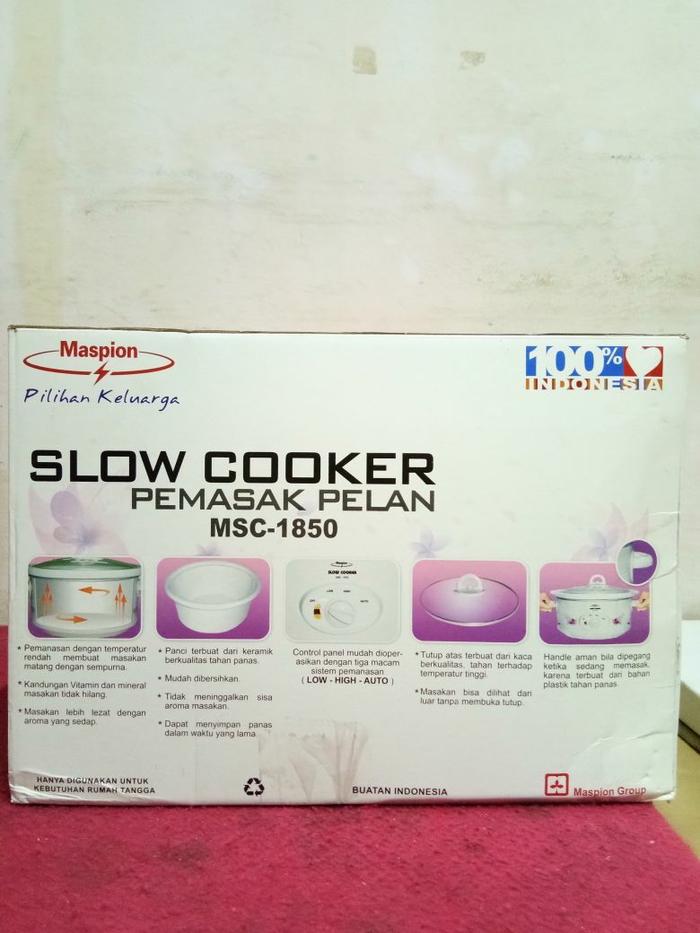 Maspion
Pilihan Keluarga
100%
INDONESIA
SLOW COOKER
PEMASAK PELAN
MSC-1850
* Pemanasan dengan temperatur
rendah membuat masakan
matang dengan sempurna.
* Kandungan Vitamin dan mineral
masakan tidak hilang.
* Masakan lebih lezat dengan
aroma yang sedap.
* Panci terbuat dari keramik
berkualitas tahan panas.
* Mudah dibersihkan.
* Tidak meninggalkan sisa
aroma masakan.
* Dapat menyimpan panas
dalam waktu yang lama
SLOW COOKER
OFF
LOW
HIGH
AUTO
Control panel mudah dioper-
asikan dengan tiga macam
sistem pemanasan
( LOW - HIGH - AUTO )
* Tutup atas terbuat dari kaca
berkualitas, tahan terhadap
temperatur tinggi.
* Masakan bisa dilihat dari
luar tanpa membuka tutup.
Handle aman bila dipegang
ketika sedang memasak,
karena terbuat dari bahan
plastik tahan panas.
HANYA DIGUNAKAN UNTUK
KEBUTUHAN RUMAH TANGGA
BUATAN INDONESIA
Maspion Group